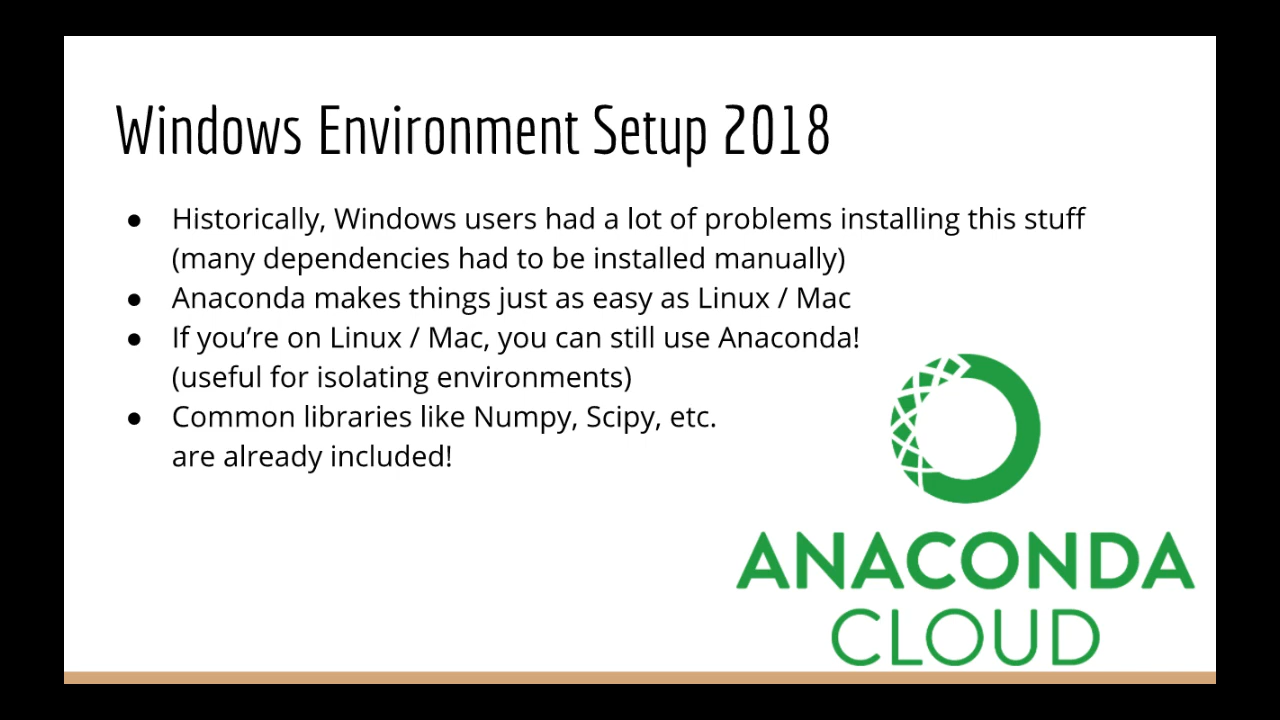 Windows Environment Setup 2018
● Historically, Windows users had a lot of problems installing this stuff
(many dependencies had to be installed manually)
● Anaconda makes things just as easy as Linux / Mac
● If you’re on Linux / Mac, you can still use Anaconda!
(useful for isolating environments)
● Common libraries like Numpy, Scipy, etc.
are already included!
ANACONDA
CLOUD